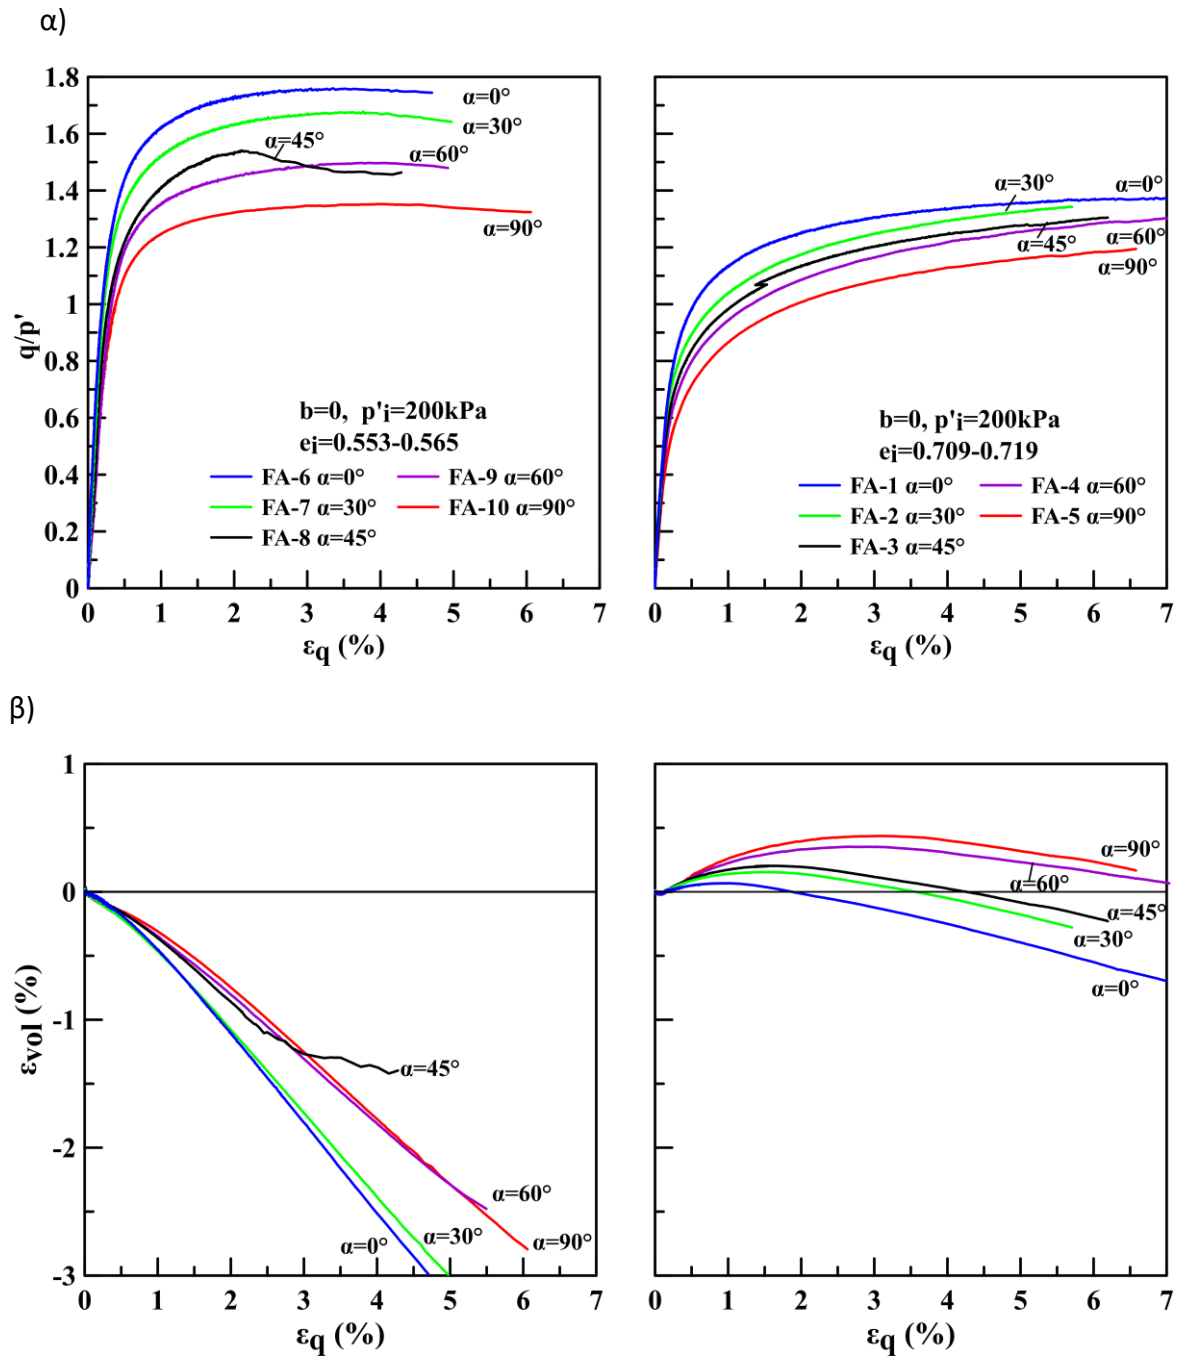 α)
1.8
1.6
1.4
1.2
1
0.8
0.6
0.4
0.2
0
q/p'
α=0°
α=30°
α=45°
α=60°
α=90°
b=0, p'i=200kPa
ei=0.553-0.565
FA-6 α=0°
FA-7 α=30°
FA-8 α=45°
FA-9 α=60°
FA-10 α=90°
0 1 2 3 4 5 6 7
εq (%)
α=30°
α=0°
α=45°
α=60°
α=90°
b=0, p'i=200kPa
ei=0.709-0.719
FA-1 α=0°
FA-2 α=30°
FA-3 α=45°
FA-4 α=60°
FA-5 α=90°
0 1 2 3 4 5 6 7
εq (%)
β)
1
0
-1
-2
-3
εvol (%)
α=45°
α=60°
α=30°
α=0°
α=90°
0 1 2 3 4 5 6 7
εq (%)
α=90°
α=60°
α=45°
α=30°
α=0°
0 1 2 3 4 5 6 7
εq (%)